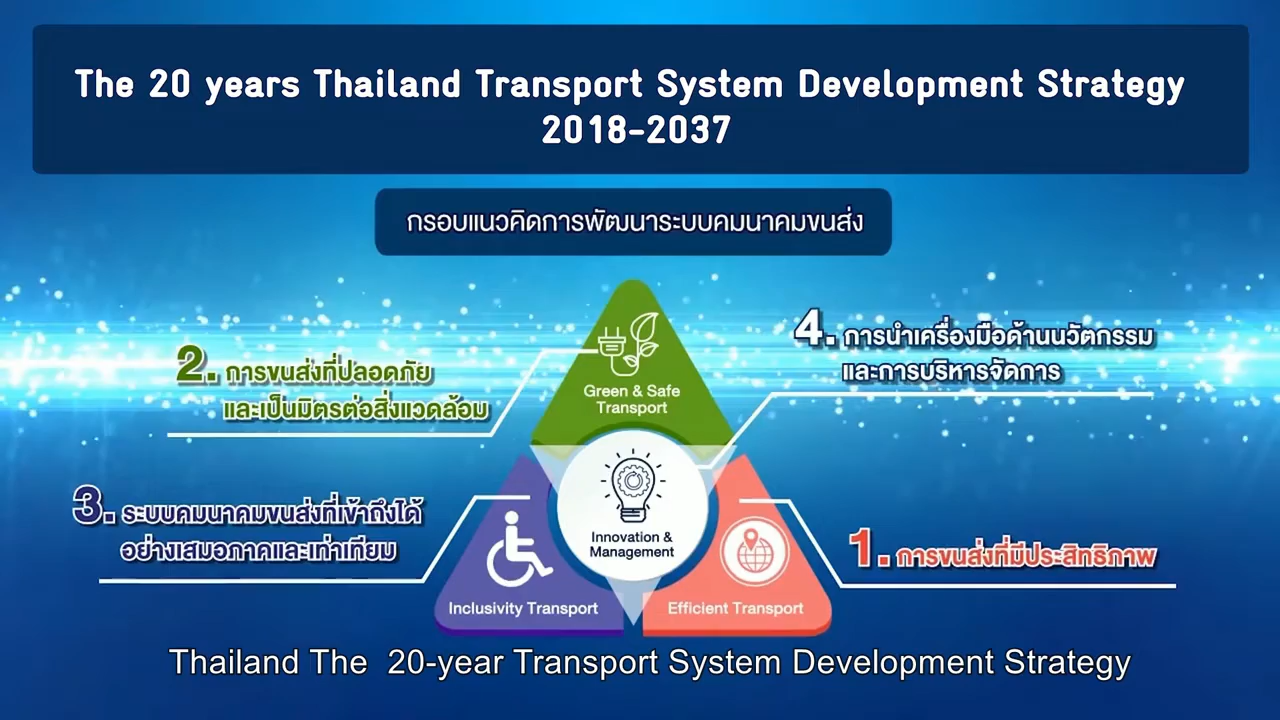 The 20 years Thailand Transport System Development Strategy
2018-2037
กรอบแนวคิดการพัฒนาระบบคมนาคมขนส่ง
4. การนำเครื่องมือด้านนวัตกรรม
และการบริหารจัดการ
2. การขนส่งที่ปลอดภัย
และเป็นมิตรต่อสิ่งแวดล้อม
Green & Safe
Transport
3. ระบบคมนาคมขนส่งที่เข้าถึงได้
อย่างเสมอภาคและเท่าเทียม
Innovation &
Management
1. การขนส่งที่มีประสิทธิภาพ
Inclusivity Transport
Efficient Transport
Thailand The 20-year Transport System Development Strategy